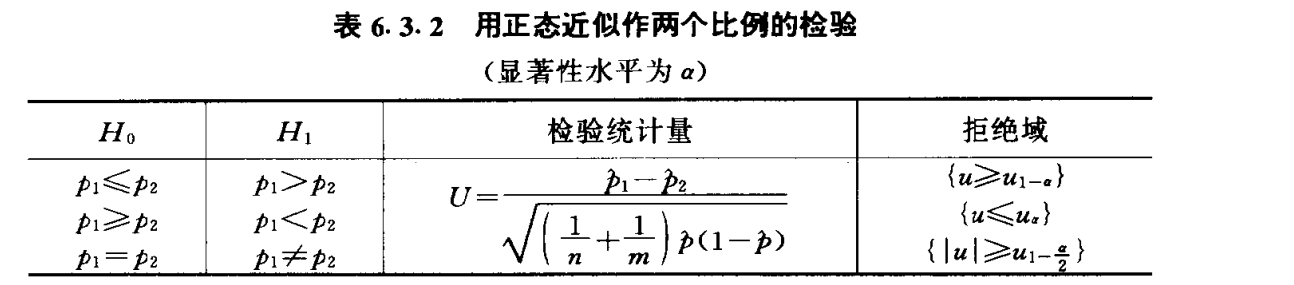 表 6.3.2 用正态近似作两个比例的检验
(显著性水平为 α)
H₀ H₁ 检验统计量 拒绝域
p₁≤p₂ p₁>p₂ U=(p̂₁−p̂₂)/√((1/n+1/m)p̂(1−p̂)) {u≥u₁₋α}
p₁≥p₂ p₁<p₂ {u≤uα}
p₁=p₂ p₁≠p₂ {|u|≥u₁₋α/₂}